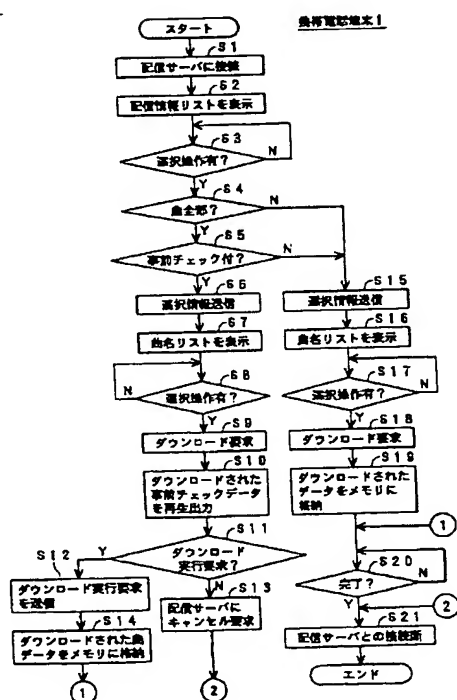 携帯電話端末1
スタート
S1
配信サーバに接続
S2
配信情報リストを表示
S3
選択操作有?
N
Y
S4
曲全部?
N
Y
S5
事前チェック付?
N
Y
S6
選択情報送信
S7
曲名リストを表示
S8
選択操作有?
N
Y
S9
ダウンロード要求
S10
ダウンロードされた
事前チェックデータ
を再生出力
S11
ダウンロード
実行要求?
Y
N
S12
ダウンロード実行要求
を送信
S13
配信サーバに
キャンセル要求
S14
ダウンロードされた曲
データをメモリに格納
1
2
S15
選択情報送信
S16
曲名リストを表示
S17
選択操作有?
N
Y
S18
ダウンロード要求
S19
ダウンロードされた
データをメモリに
格納
1
S20
完了?
N
Y
2
S21
配信サーバとの接続断
エンド